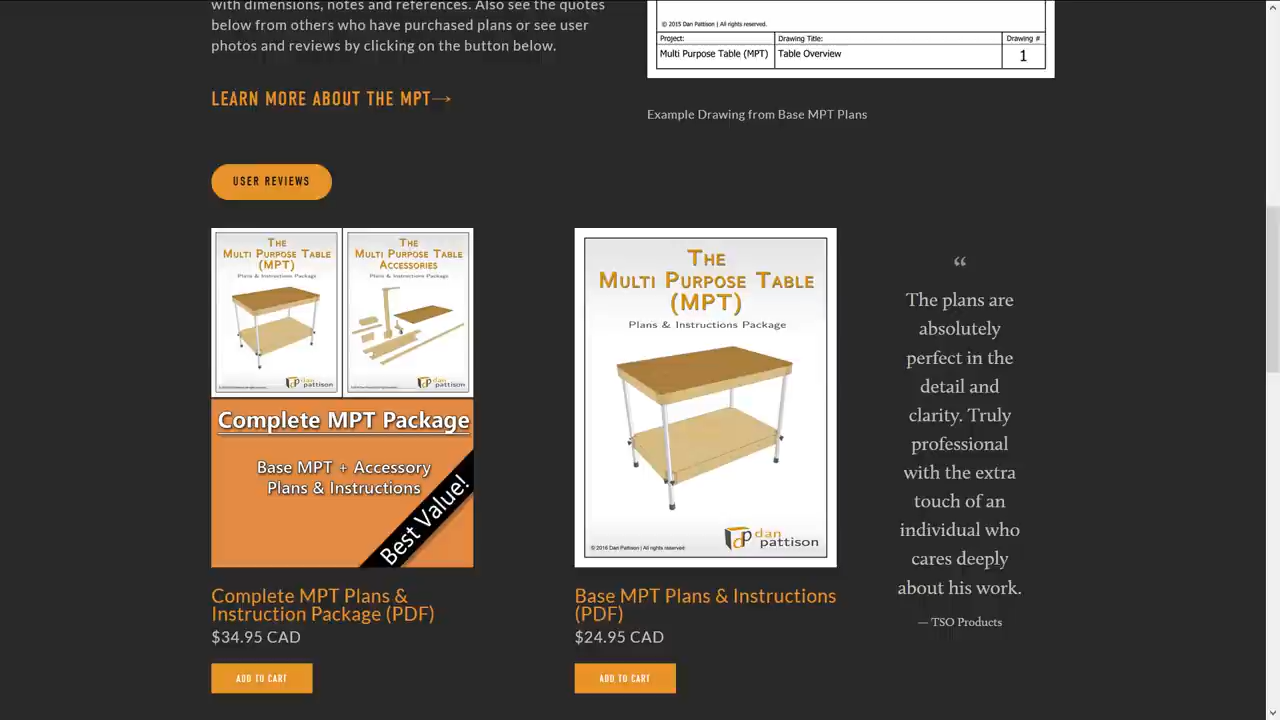 with dimensions, notes and references. Also see the quotes
below from others who have purchased plans or see user
photos and reviews by clicking on the button below.
LEARN MORE ABOUT THE MPT→
© 2015 Dan Pattison | All rights reserved.
Project: Drawing Title: Drawing #
Multi Purpose Table (MPT) Table Overview 1
Example Drawing from Base MPT Plans
USER REVIEWS
The
Multi Purpose Table
(MPT)
Plans & Instructions Package
dan
pattison
The
Multi Purpose Table
Accessories
Plans & Instructions Package
dan
pattison
Complete MPT Package
Base MPT + Accessory
Plans & Instructions
Best Value!
Complete MPT Plans &
Instruction Package (PDF)
$34.95 CAD
ADD TO CART
The
Multi Purpose Table
(MPT)
Plans & Instructions Package
© 2016 Dan Pattison | All rights reserved.
dan
pattison
Base MPT Plans & Instructions
(PDF)
$24.95 CAD
ADD TO CART
“
The plans are
absolutely
perfect in the
detail and
clarity. Truly
professional
with the extra
touch of an
individual who
cares deeply
about his work.
— TSO Products